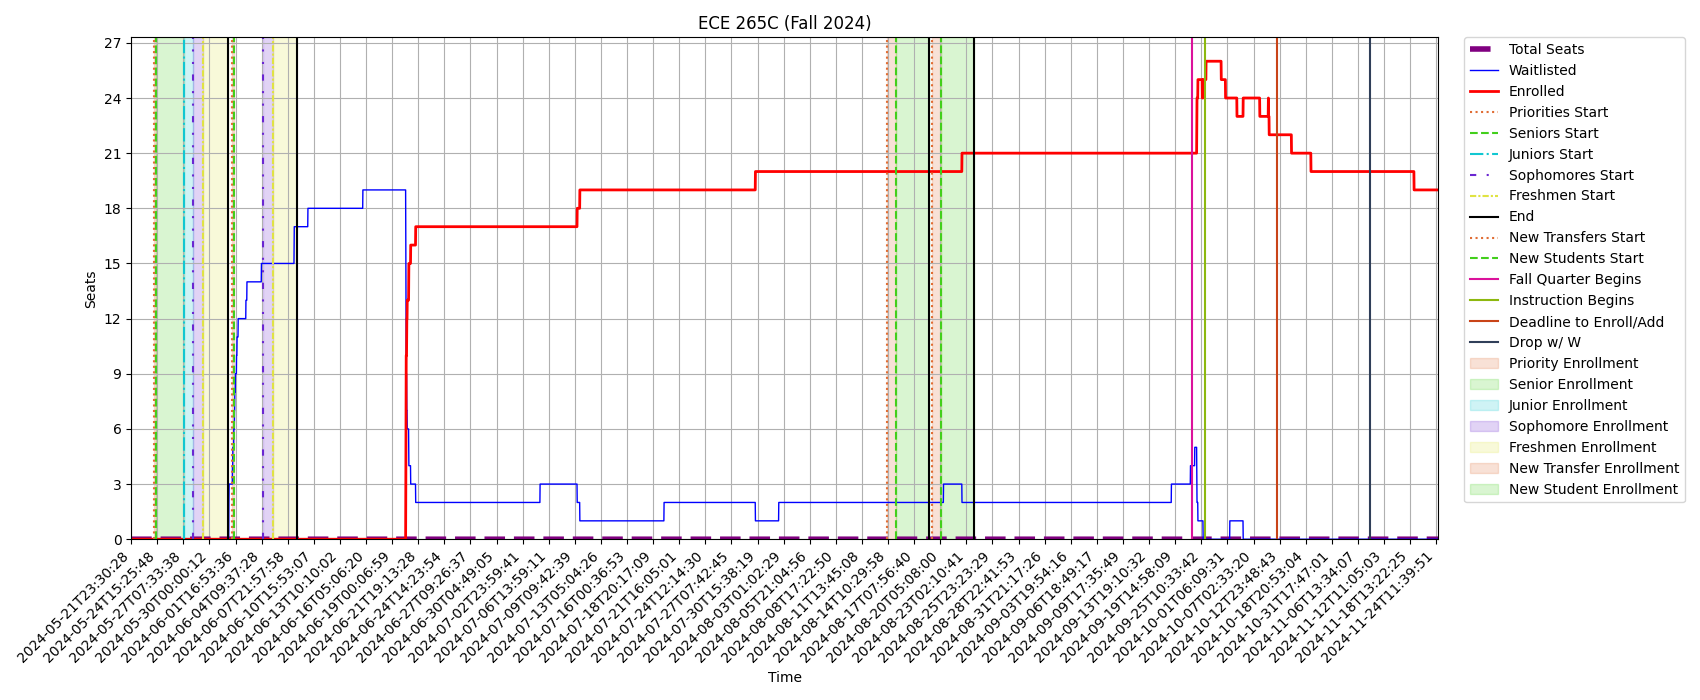 ECE 265C (Fall 2024)
27
24
21
18
15
12
9
6
3
0
Seats
2024-05-21T23:30:28
2024-05-24T15:25:48
2024-05-27T07:33:38
2024-05-30T00:00:12
2024-06-01T16:53:36
2024-06-04T09:37:28
2024-06-07T21:57:58
2024-06-10T15:53:07
2024-06-13T10:10:02
2024-06-16T05:06:20
2024-06-19T00:06:59
2024-06-21T19:13:28
2024-06-24T14:23:54
2024-06-27T09:26:37
2024-06-30T04:49:05
2024-07-02T23:59:41
2024-07-06T13:59:11
2024-07-09T09:42:39
2024-07-13T05:04:26
2024-07-16T00:36:53
2024-07-18T20:17:09
2024-07-21T16:05:01
2024-07-24T12:14:30
2024-07-27T07:42:45
2024-07-30T15:38:19
2024-08-03T01:02:29
2024-08-05T21:04:56
2024-08-08T17:22:50
2024-08-11T13:45:08
2024-08-14T10:29:58
2024-08-17T07:56:40
2024-08-20T05:08:00
2024-08-23T02:10:41
2024-08-25T23:23:29
2024-08-28T22:41:53
2024-08-31T21:17:26
2024-09-03T19:54:16
2024-09-06T18:49:17
2024-09-09T17:35:49
2024-09-13T19:10:32
2024-09-19T14:58:09
2024-09-25T10:33:42
2024-10-01T06:09:31
2024-10-07T02:33:20
2024-10-12T23:48:43
2024-10-18T20:53:04
2024-10-31T17:47:01
2024-11-06T13:34:07
2024-11-12T11:05:03
2024-11-18T13:22:25
2024-11-24T11:39:51
Time
Total Seats
Waitlisted
Enrolled
Priorities Start
Seniors Start
Juniors Start
Sophomores Start
Freshmen Start
End
New Transfers Start
New Students Start
Fall Quarter Begins
Instruction Begins
Deadline to Enroll/Add
Drop w/ W
Priority Enrollment
Senior Enrollment
Junior Enrollment
Sophomore Enrollment
Freshmen Enrollment
New Transfer Enrollment
New Student Enrollment